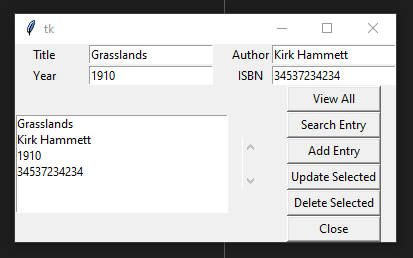 tk
Title Grasslands Author Kirk Hammett
Year 1910 ISBN 34537234234
View All
Search Entry
Add Entry
Update Selected
Delete Selected
Close
Grasslands
Kirk Hammett
1910
34537234234